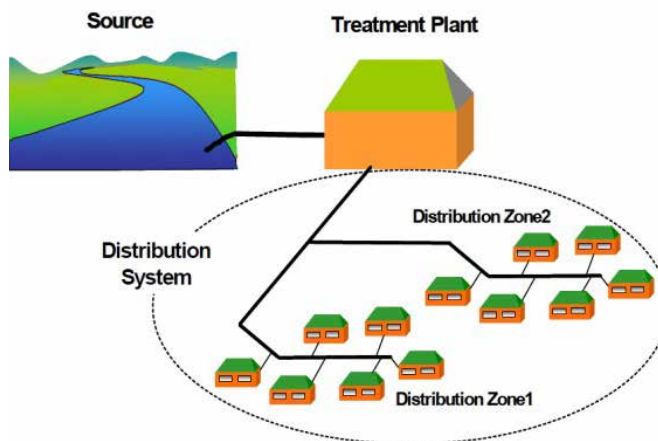 Source
Treatment Plant
Distribution Zone2
Distribution
System
Distribution Zone1